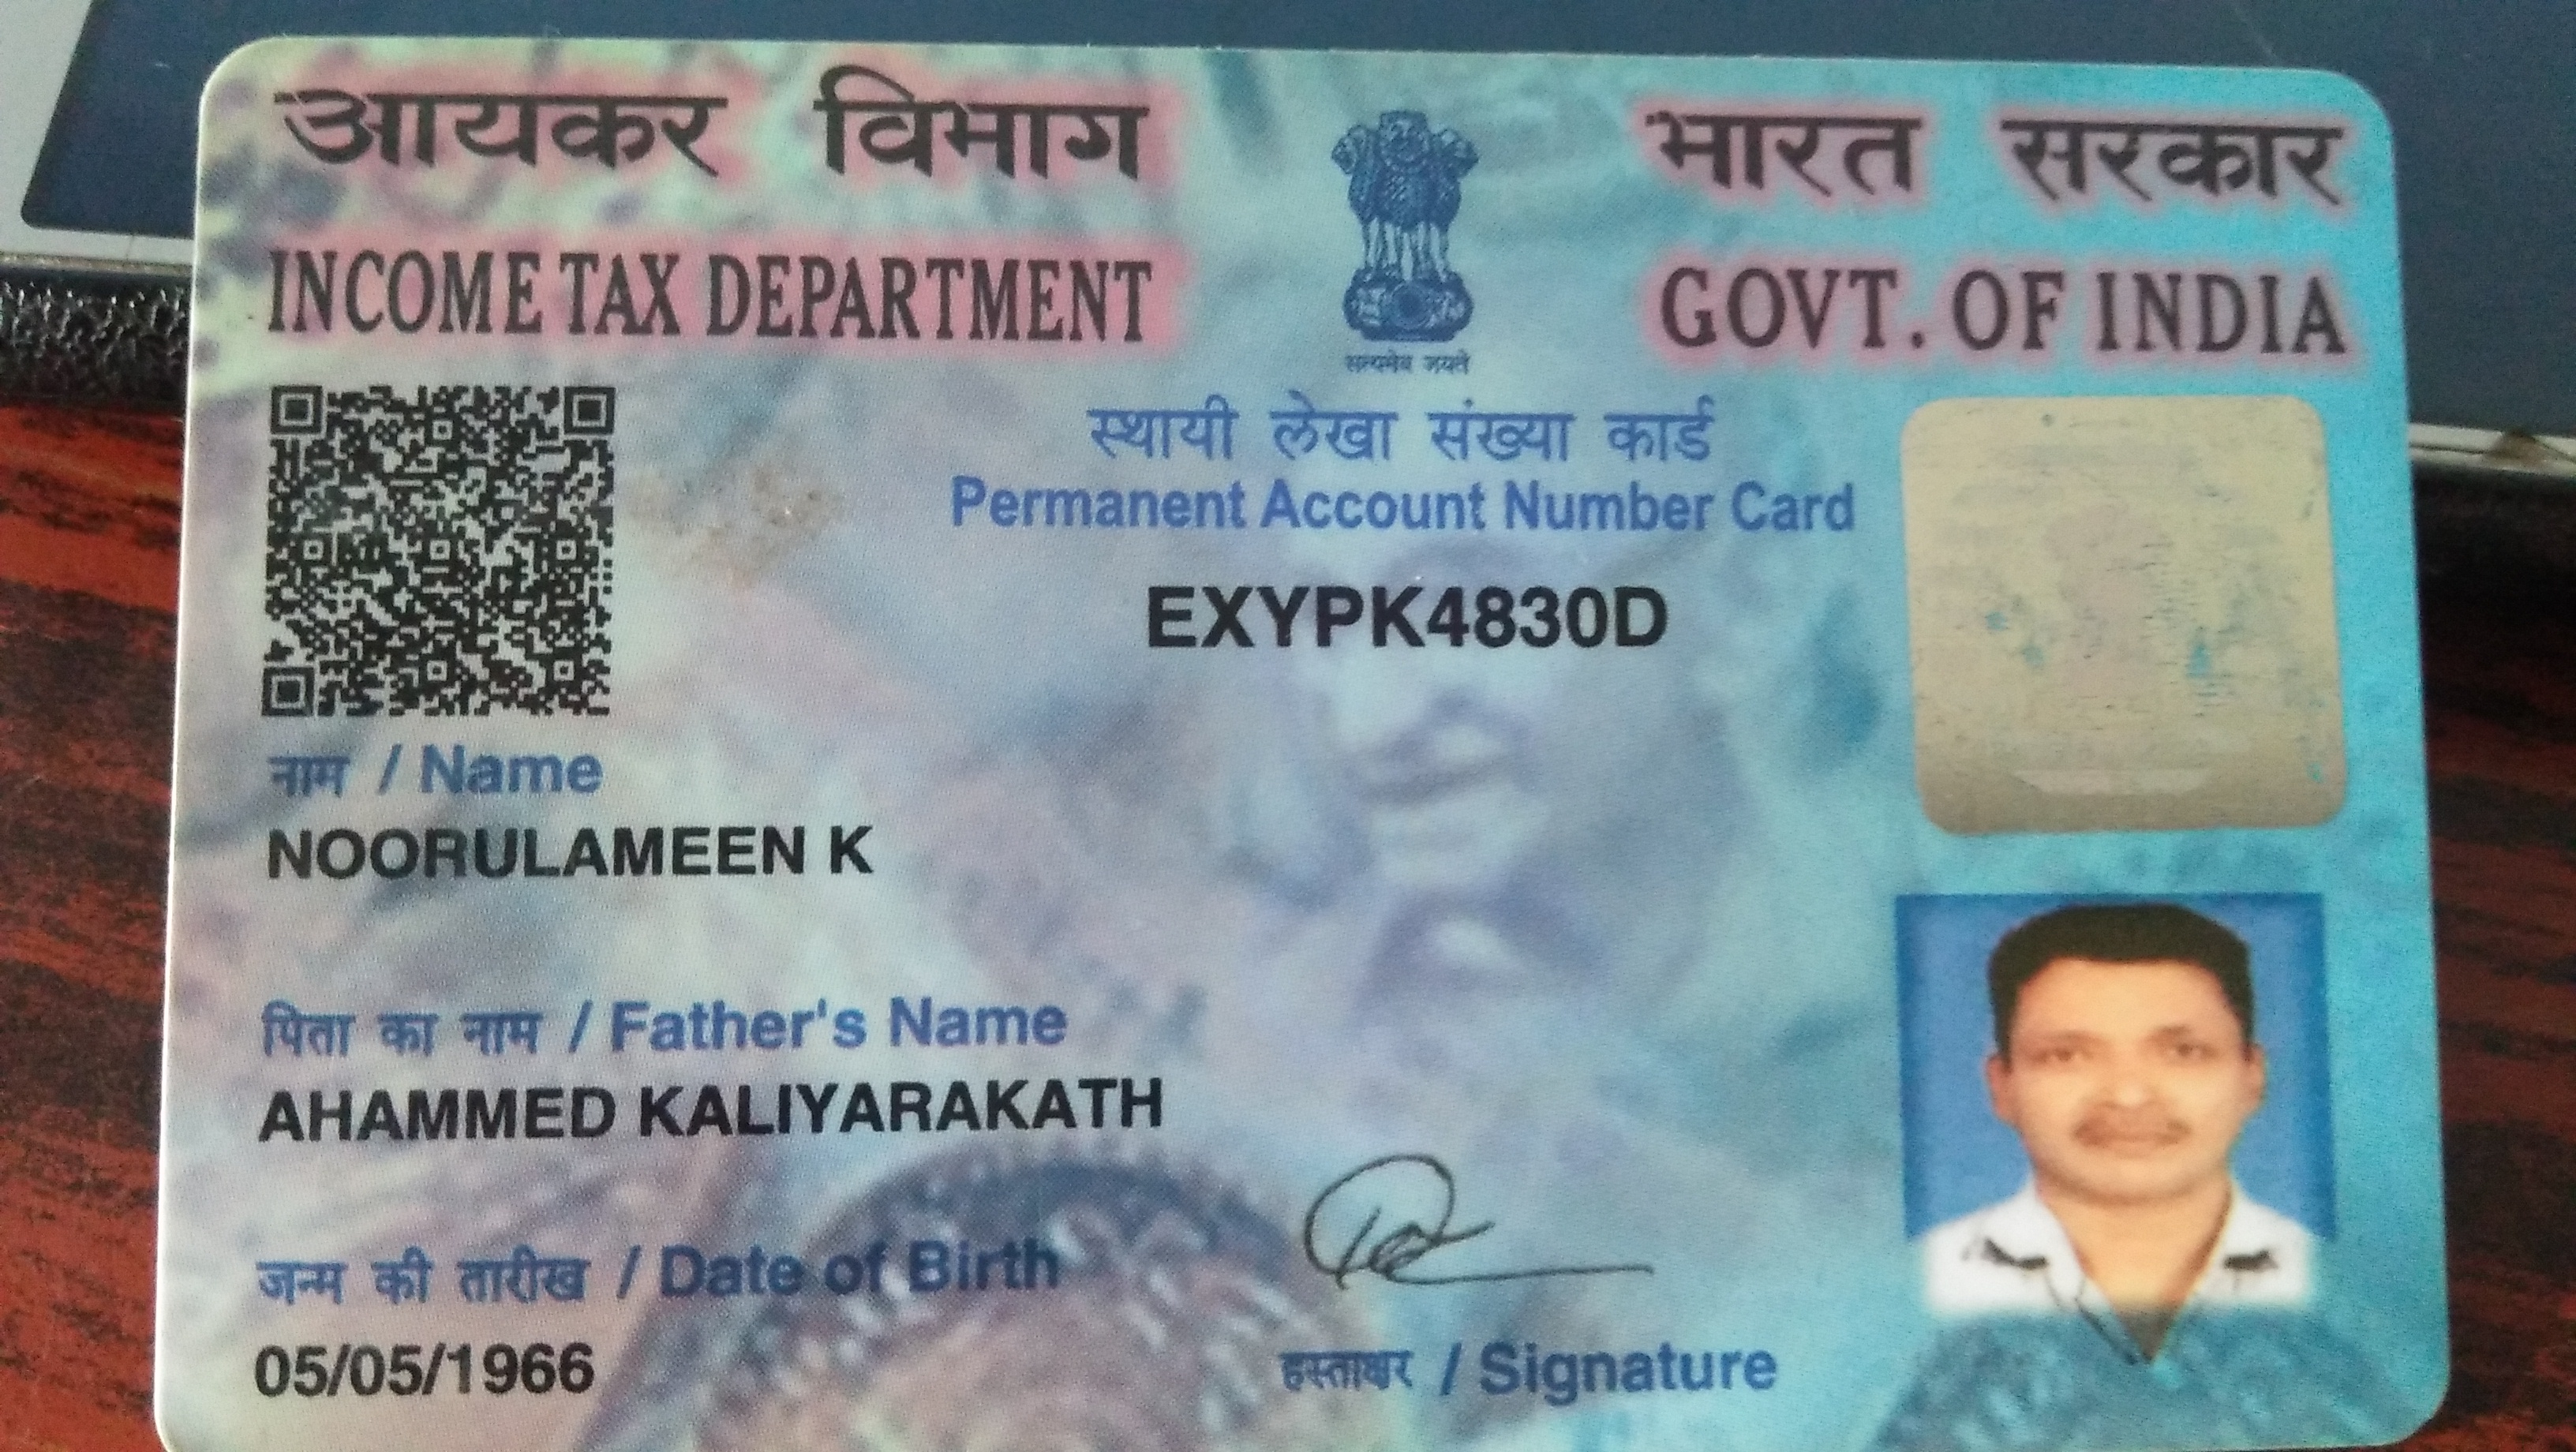 आयकर विभाग
INCOME TAX DEPARTMENT
सत्यमेव जयते
भारत सरकार
GOVT. OF INDIA
स्थायी लेखा संख्या कार्ड
Permanent Account Number Card
EXYPK4830D
नाम / Name
NOORULAMEEN K
पिता का नाम / Father's Name
AHAMMED KALIYARAKATH
जन्म की तारीख / Date of Birth
05/05/1966
हस्ताक्षर / Signature